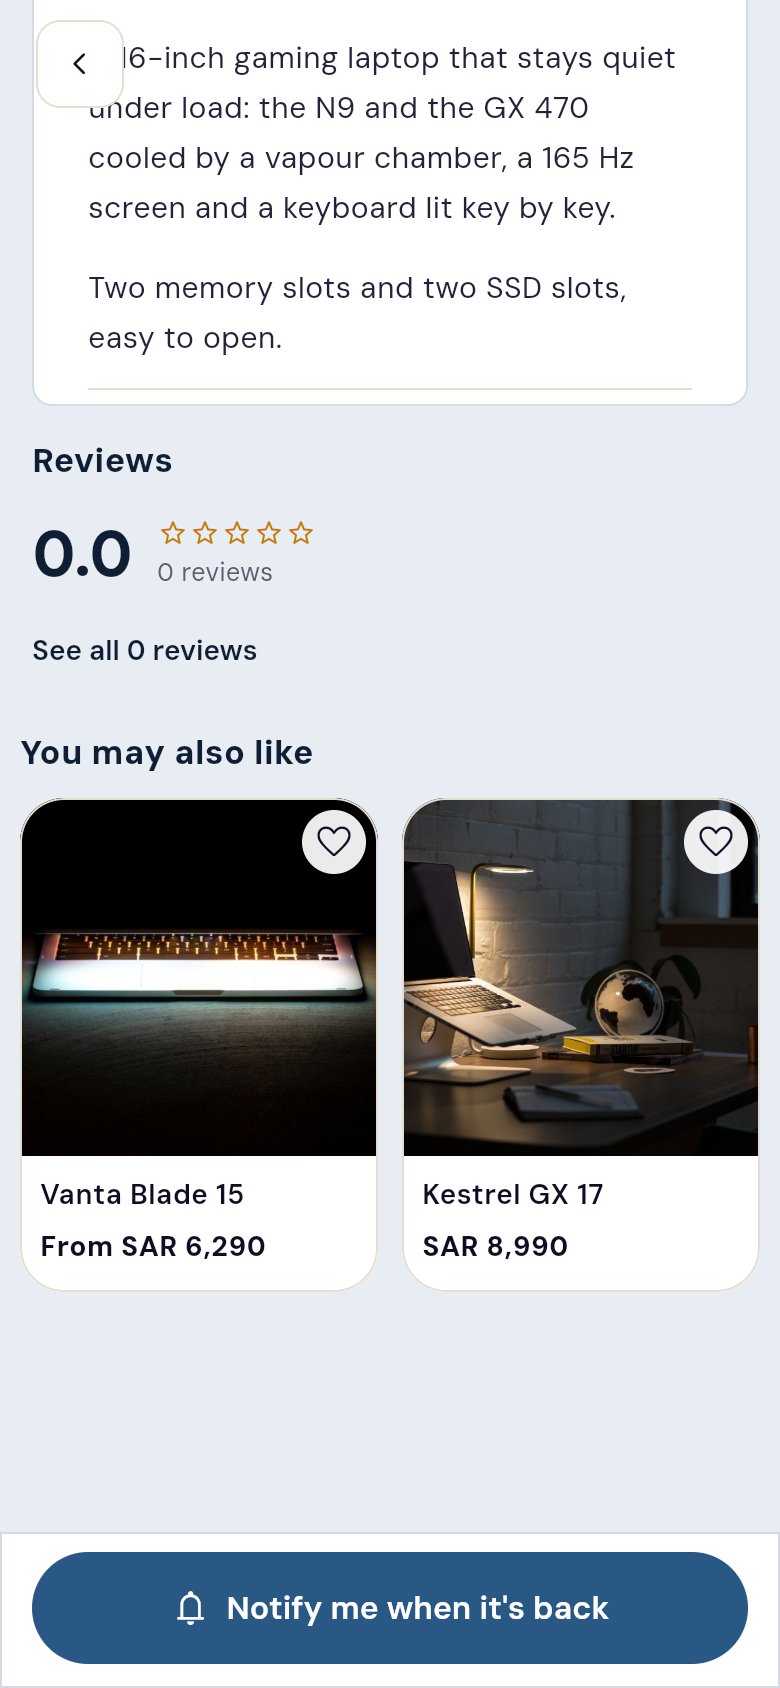 16-inch gaming laptop that stays quiet
under load: the N9 and the GX 470
cooled by a vapour chamber, a 165 Hz
screen and a keyboard lit key by key.
Two memory slots and two SSD slots,
easy to open.
Reviews
0.0
0 reviews
See all 0 reviews
You may also like
Vanta Blade 15
From SAR 6,290
Kestrel GX 17
SAR 8,990
Notify me when it's back